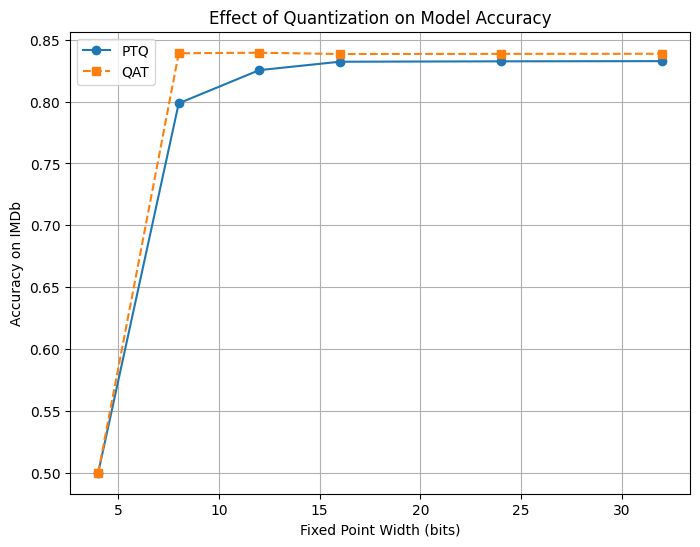 Effect of Quantization on Model Accuracy
PTQ
QAT
Accuracy on IMDb
0.85
0.80
0.75
0.70
0.65
0.60
0.55
0.50
5
10
15
20
25
30
Fixed Point Width (bits)